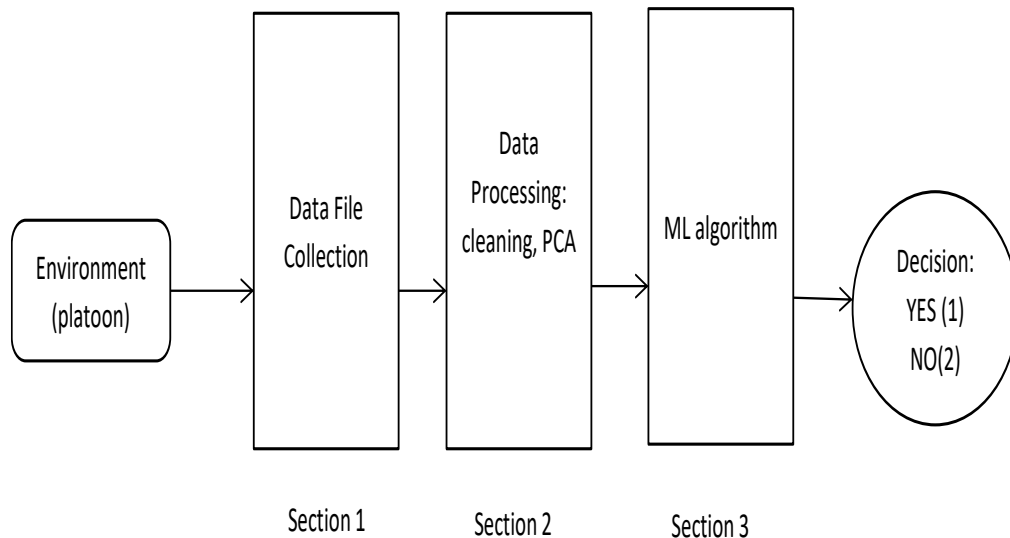 Environment
(platoon)
Data File
Collection
Data
Processing:
cleaning, PCA
ML algorithm
Decision:
YES (1)
NO(2)
Section 1
Section 2
Section 3